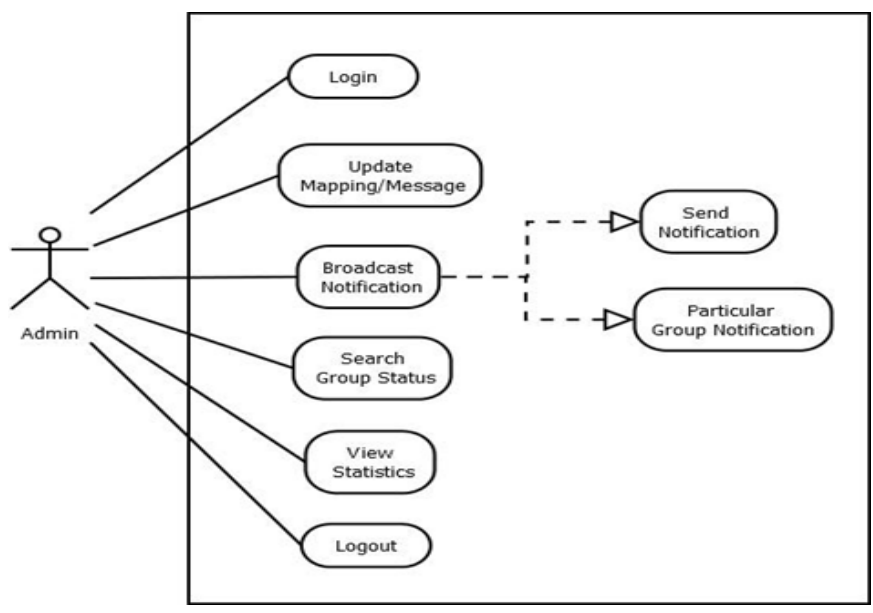 Login
Update
Mapping/Message
Send
Notification
Broadcast
Notification
Particular
Group Notification
Admin
Search
Group Status
View
Statistics
Logout